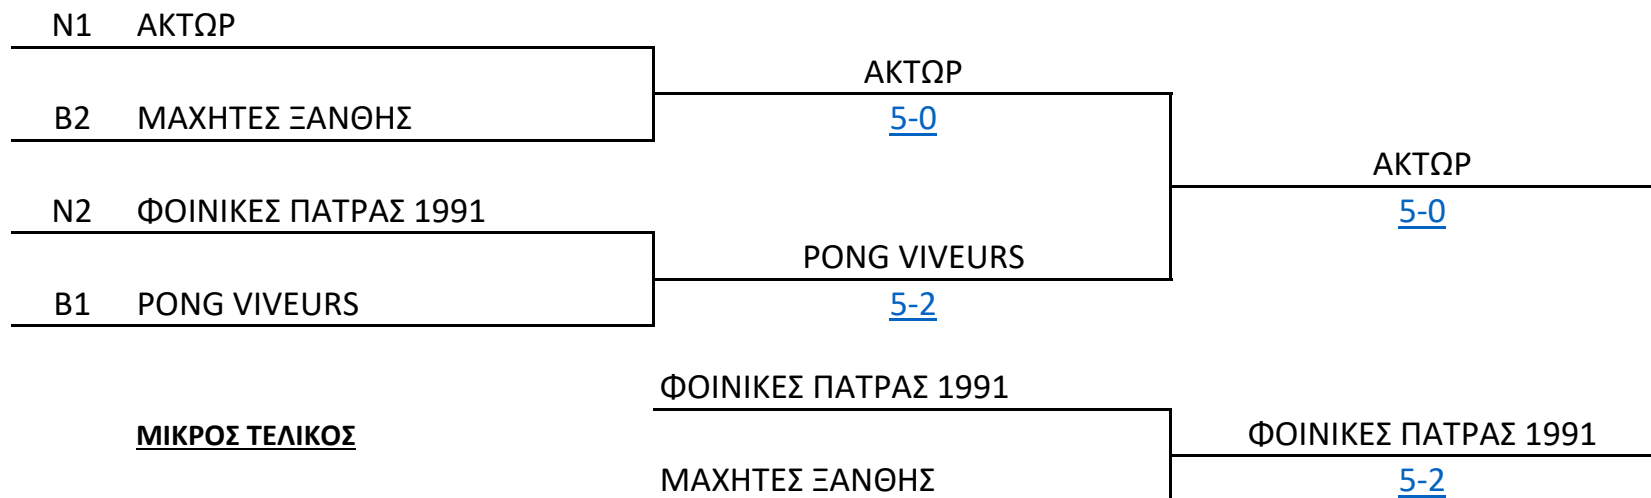 N1 ΑΚΤΩΡ
ΑΚΤΩΡ
B2 ΜΑΧΗΤΕΣ ΞΑΝΘΗΣ
5-0
ΑΚΤΩΡ
N2 ΦΟΙΝΙΚΕΣ ΠΑΤΡΑΣ 1991
5-0
PONG VIVEURS
B1 PONG VIVEURS
5-2
ΦΟΙΝΙΚΕΣ ΠΑΤΡΑΣ 1991
ΜΙΚΡΟΣ ΤΕΛΙΚΟΣ
ΦΟΙΝΙΚΕΣ ΠΑΤΡΑΣ 1991
ΜΑΧΗΤΕΣ ΞΑΝΘΗΣ
5-2